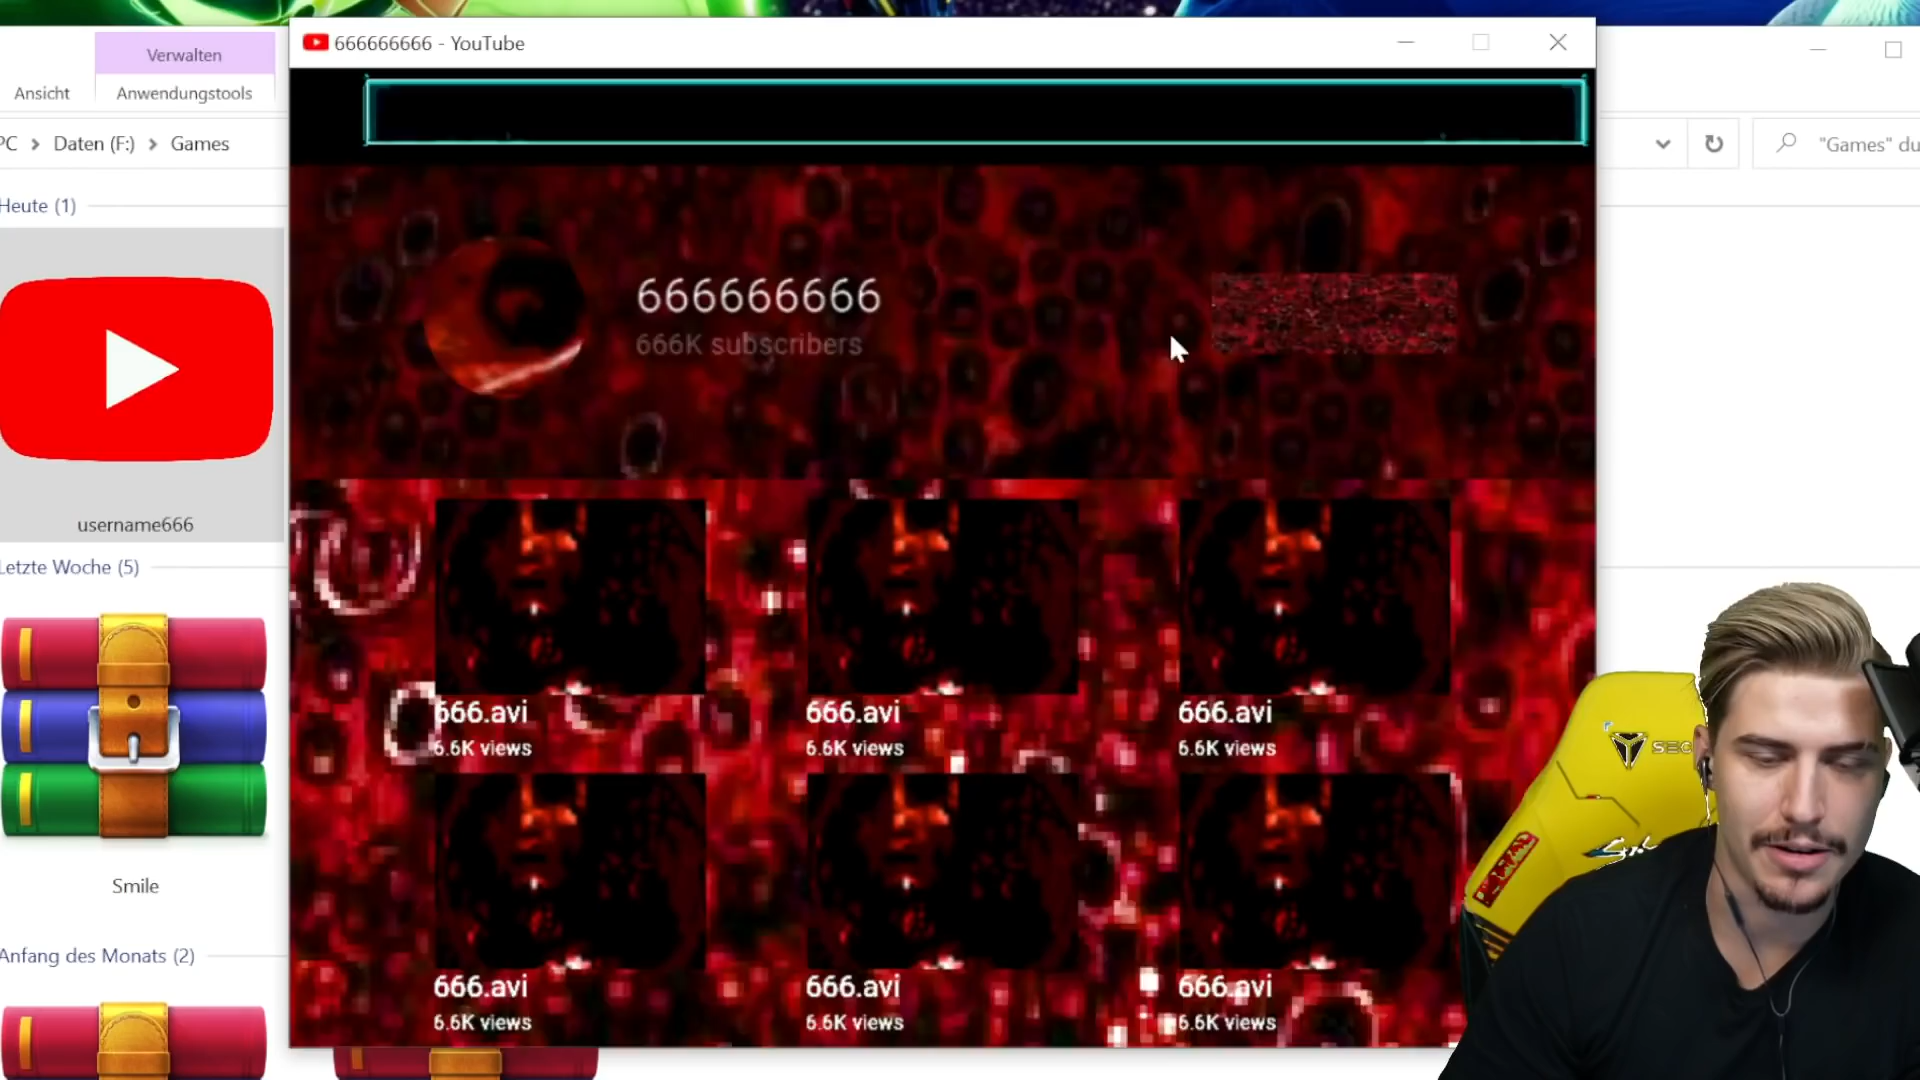 666666666 - YouTube
Verwalten
Ansicht
Anwendungstools
PC > Daten (F:) > Games
"Games" du
Heute (1)
666666666
666K subscribers
username666
Letzte Woche (5)
666.avi
6.6K views
666.avi
6.6K views
666.avi
6.6K views
Smile
Anfang des Monats (2)
666.avi
6.6K views
666.avi
6.6K views
666.avi
6.6K views